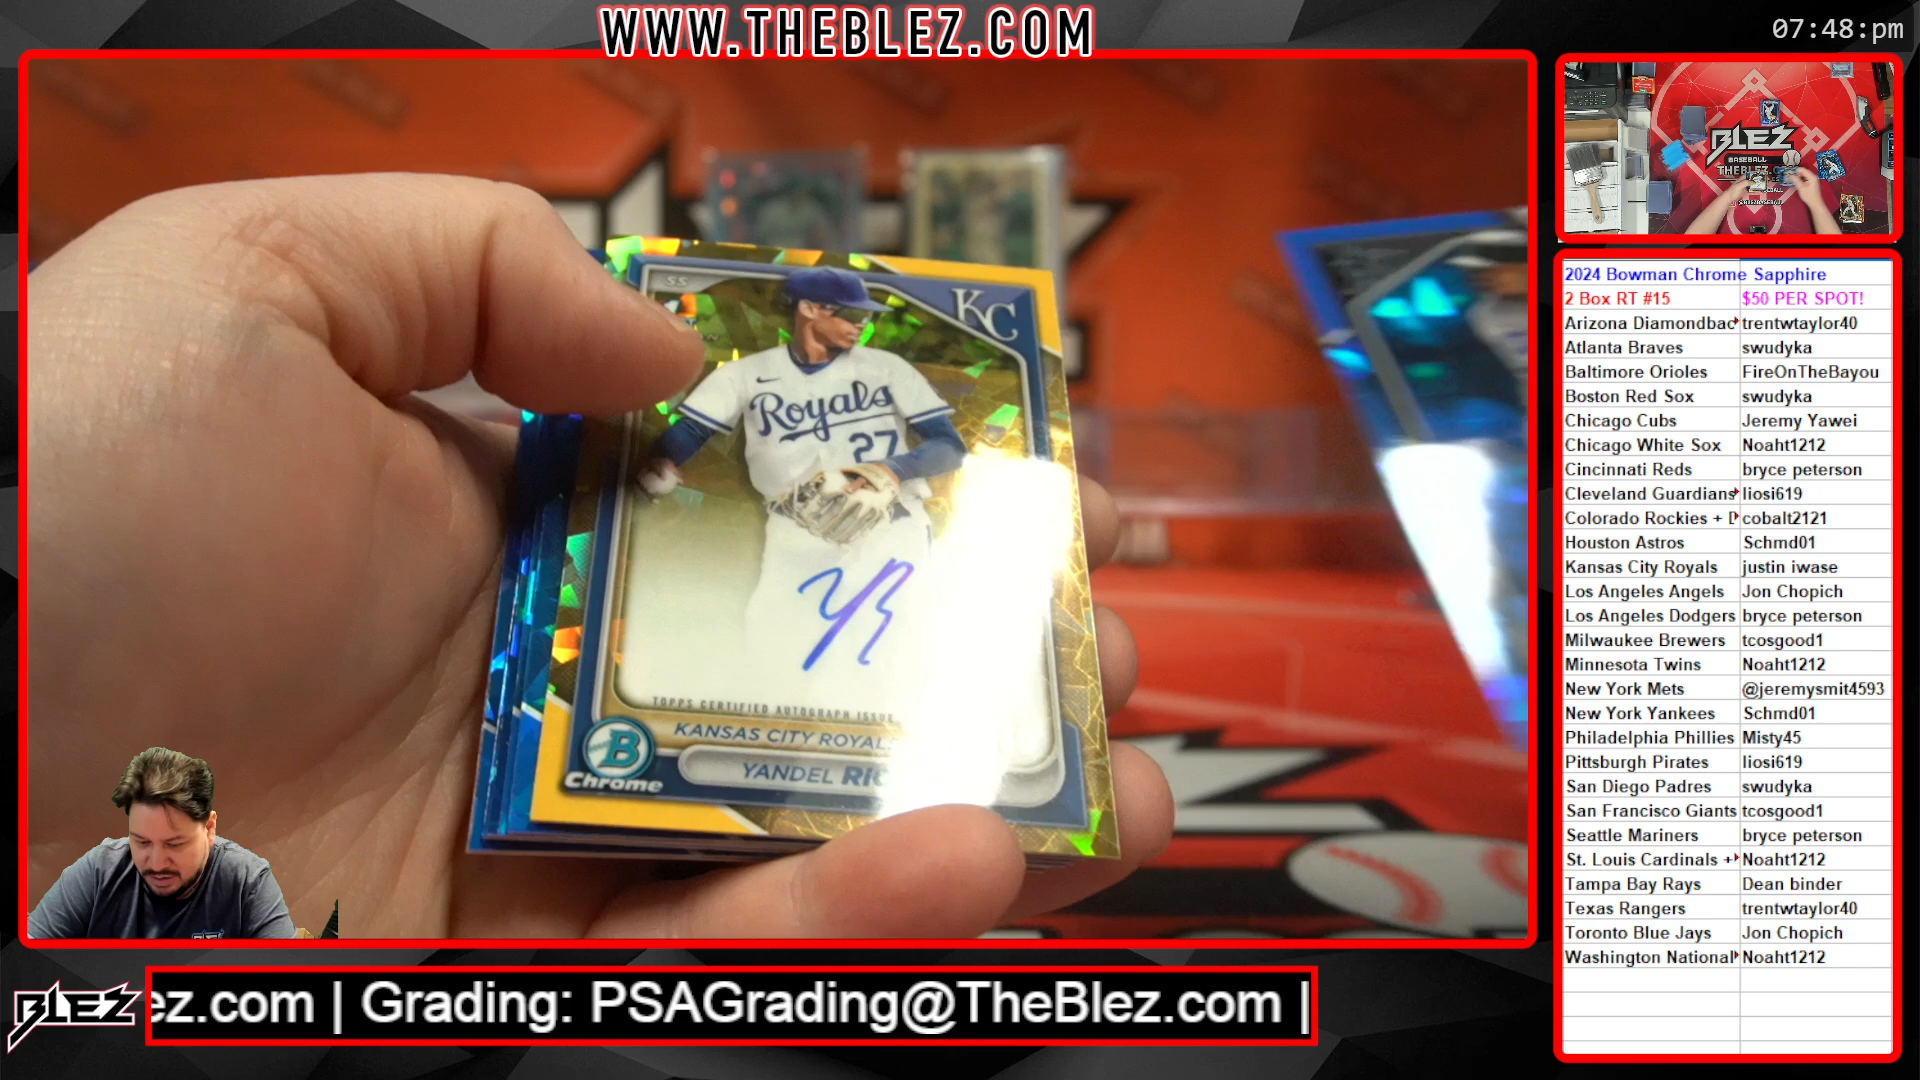 WWW.THEBLEZ.COM
07:48:pm
BLEZ
BASEBALL
SS
KC
Royals
27
TOPPS CERTIFIED AUTOGRAPH ISSUE
KANSAS CITY ROYAL
YANDEL RIC
B
Chrome
2024 Bowman Chrome Sapphire
2 Box RT #15 $50 PER SPOT!
Arizona Diamondbac trentwtaylor40
Atlanta Braves swudyka
Baltimore Orioles FireOnTheBayou
Boston Red Sox swudyka
Chicago Cubs Jeremy Yawei
Chicago White Sox Noaht1212
Cincinnati Reds bryce peterson
Cleveland Guardians liosi619
Colorado Rockies + D cobalt2121
Houston Astros Schmd01
Kansas City Royals justin iwase
Los Angeles Angels Jon Chopich
Los Angeles Dodgers bryce peterson
Milwaukee Brewers tcosgood1
Minnesota Twins Noaht1212
New York Mets @jeremysmit4593
New York Yankees Schmd01
Philadelphia Phillies Misty45
Pittsburgh Pirates liosi619
San Diego Padres swudyka
San Francisco Giants tcosgood1
Seattle Mariners bryce peterson
St. Louis Cardinals + Noaht1212
Tampa Bay Rays Dean binder
Texas Rangers trentwtaylor40
Toronto Blue Jays Jon Chopich
Washington National Noaht1212
BLEZ
ez.com | Grading: PSAGrading@TheBlez.com |